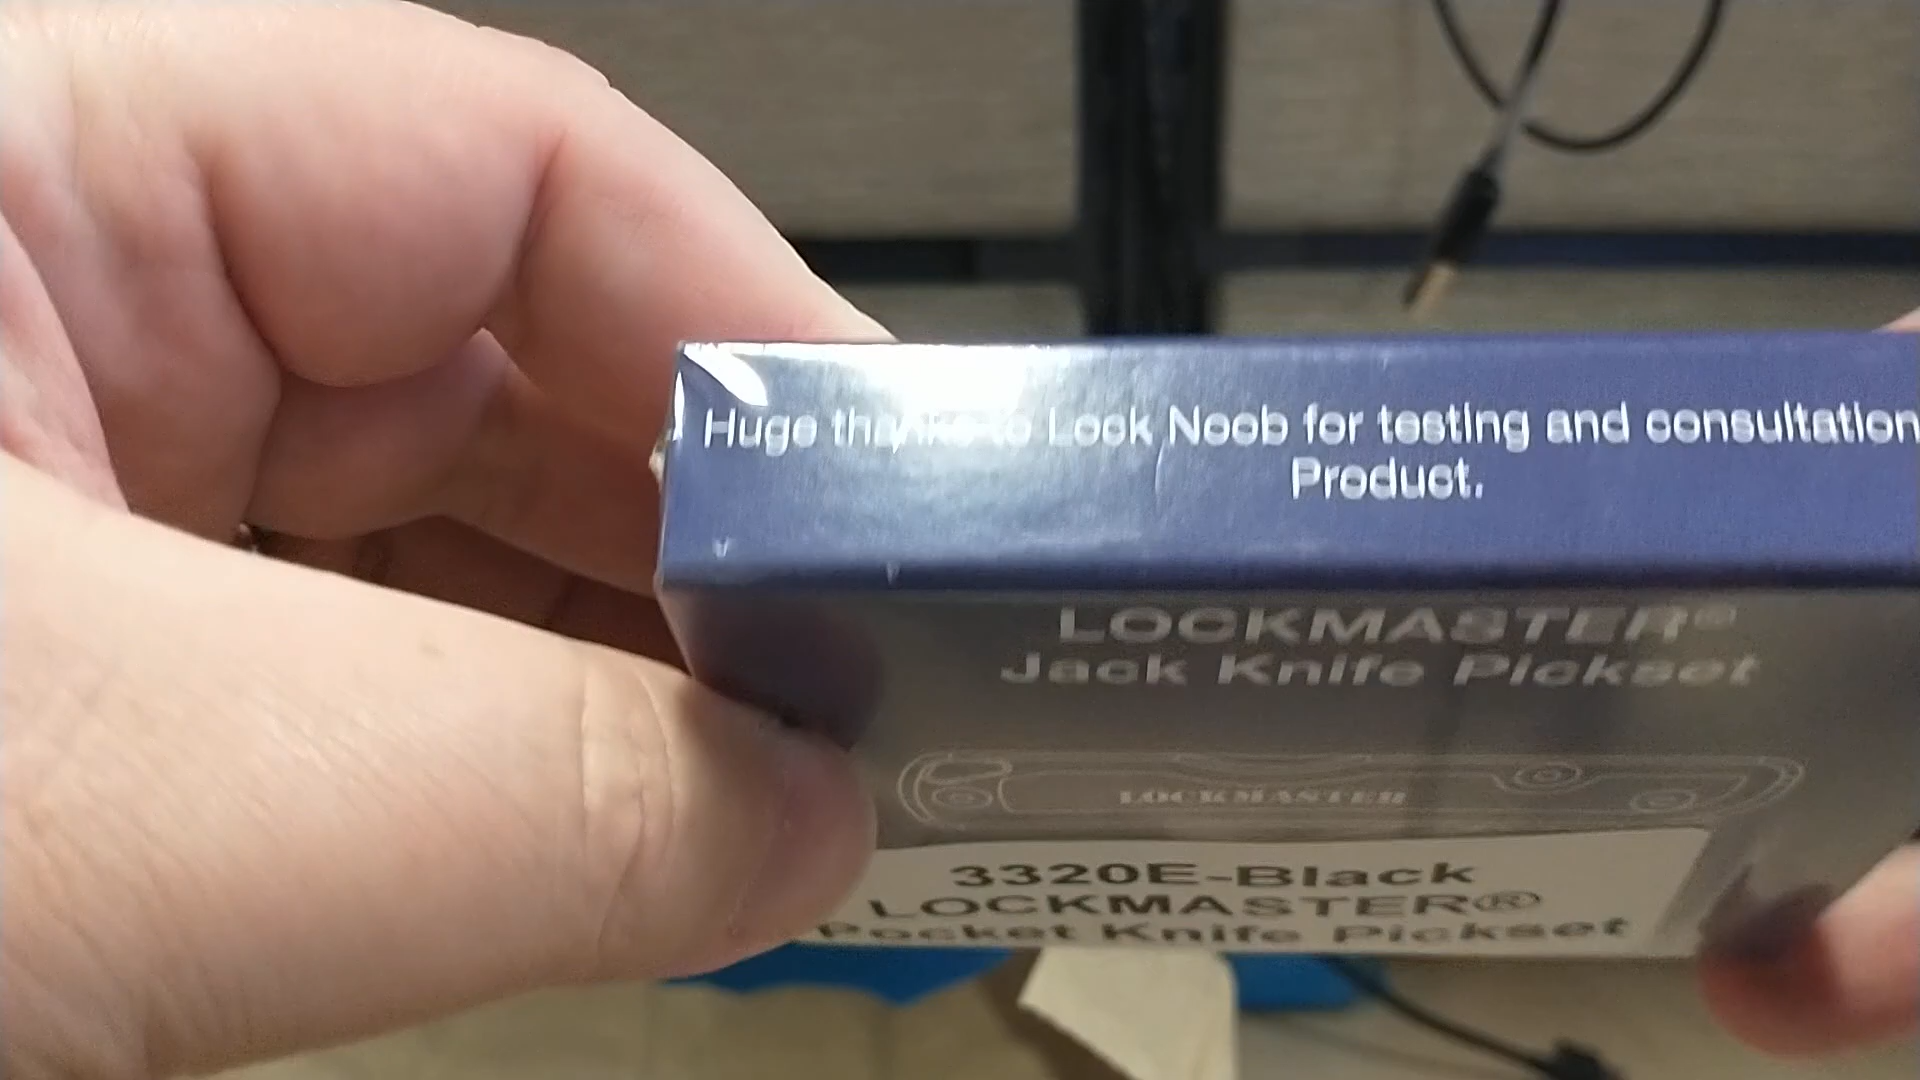 Huge thanks to Lock Noob for testing and consultation
Product.
LOCKMASTER®
Jack Knife Pickset
LOCKMASTER
3320E-Black
LOCKMASTER®
Pocket Knife Pickset